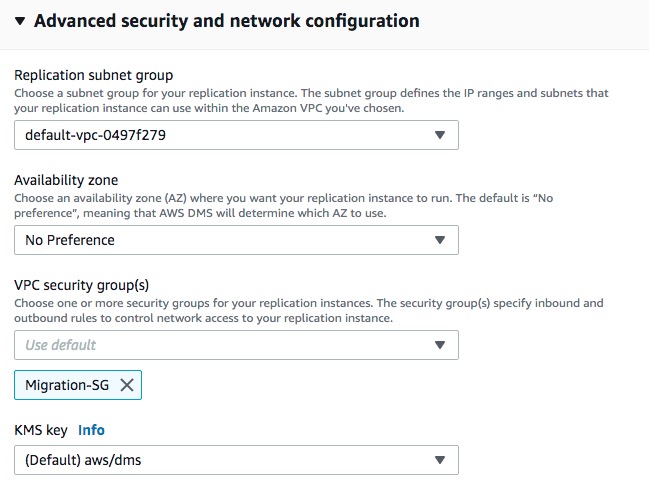 Advanced security and network configuration
Replication subnet group
Choose a subnet group for your replication instance. The subnet group defines the IP ranges and subnets that
your replication instance can use within the Amazon VPC you've chosen.
default-vpc-0497f279
Availability zone
Choose an availability zone (AZ) where you want your replication instance to run. The default is “No
preference”, meaning that AWS DMS will determine which AZ to use.
No Preference
VPC security group(s)
Choose one or more security groups for your replication instances. The security group(s) specify inbound and
outbound rules to control network access to your replication instance.
Use default
Migration-SG
KMS key Info
(Default) aws/dms